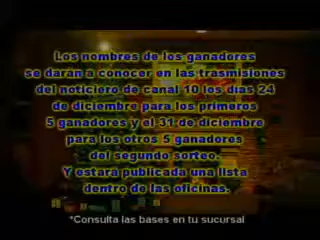 Los nombres de los ganadores
se darán a conocer en las trasmisiones
del noticiero de canal 10 los dias 24
de diciembre para los primeros
5 ganadores y el 31 de diciembre
para los otros 5 ganadores
del segundo sorteo.
Y estará publicada una lista
dentro de las oficinas.
*Consulta las bases en tu sucursal